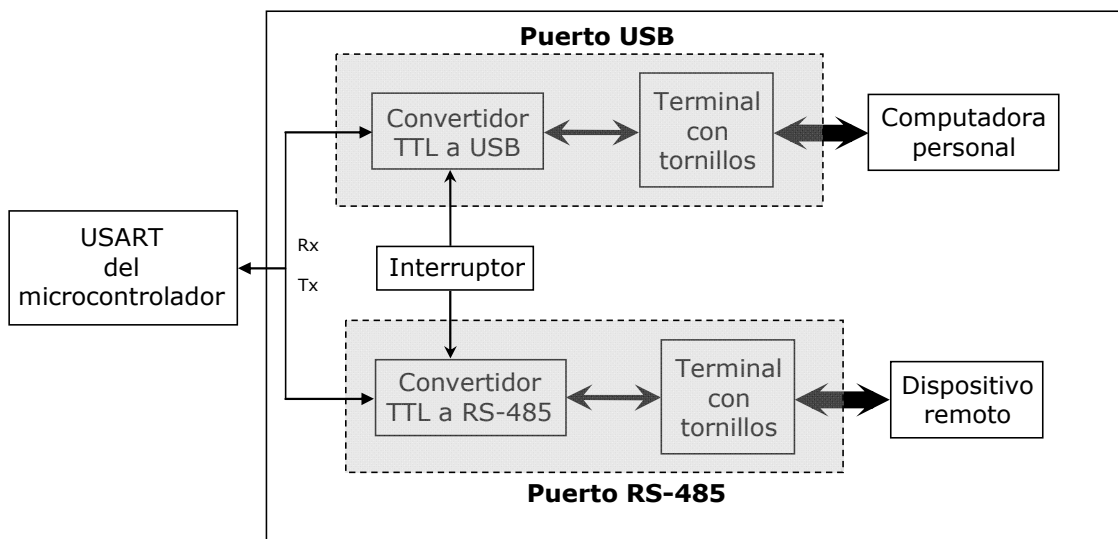 Puerto USB
Convertidor
TTL a USB
Terminal
con
tornillos
Computadora
personal
USART
del
microcontrolador
Rx
Tx
Interruptor
Convertidor
TTL a RS-485
Terminal
con
tornillos
Dispositivo
remoto
Puerto RS-485